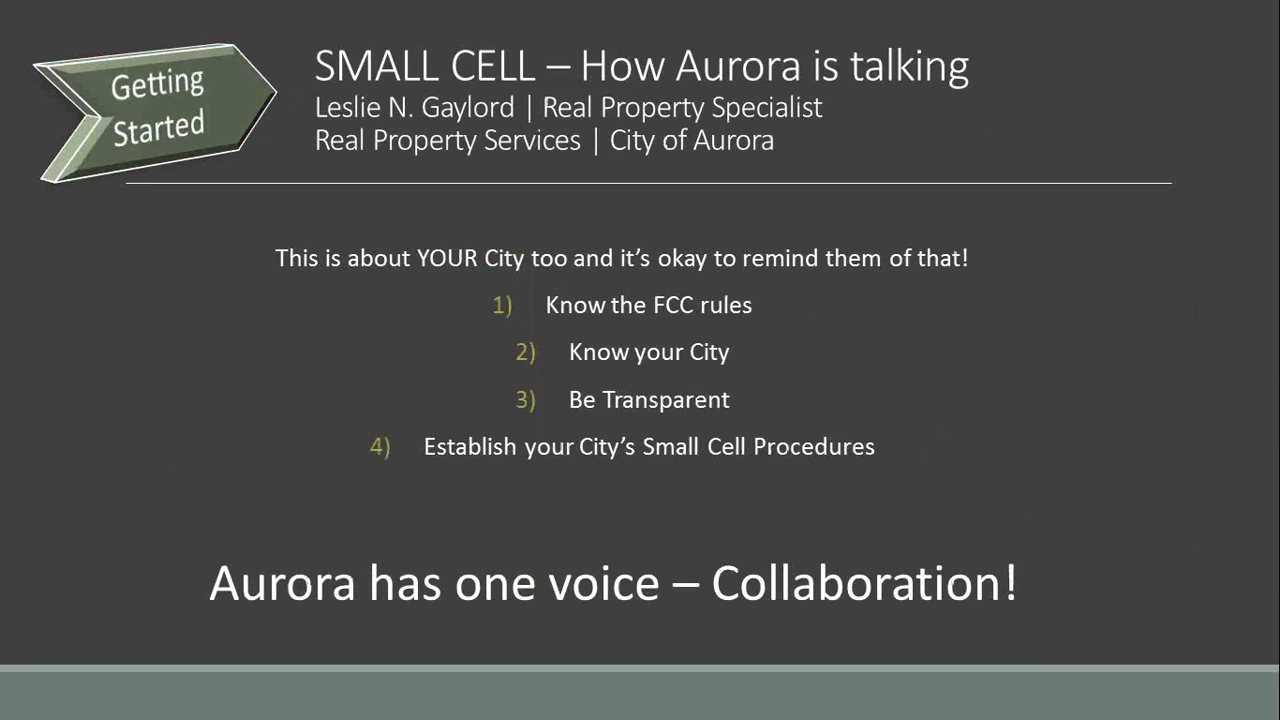 Getting
Started
SMALL CELL – How Aurora is talking
Leslie N. Gaylord | Real Property Specialist
Real Property Services | City of Aurora
This is about YOUR City too and it's okay to remind them of that!
1) Know the FCC rules
2) Know your City
3) Be Transparent
4) Establish your City's Small Cell Procedures
Aurora has one voice – Collaboration!